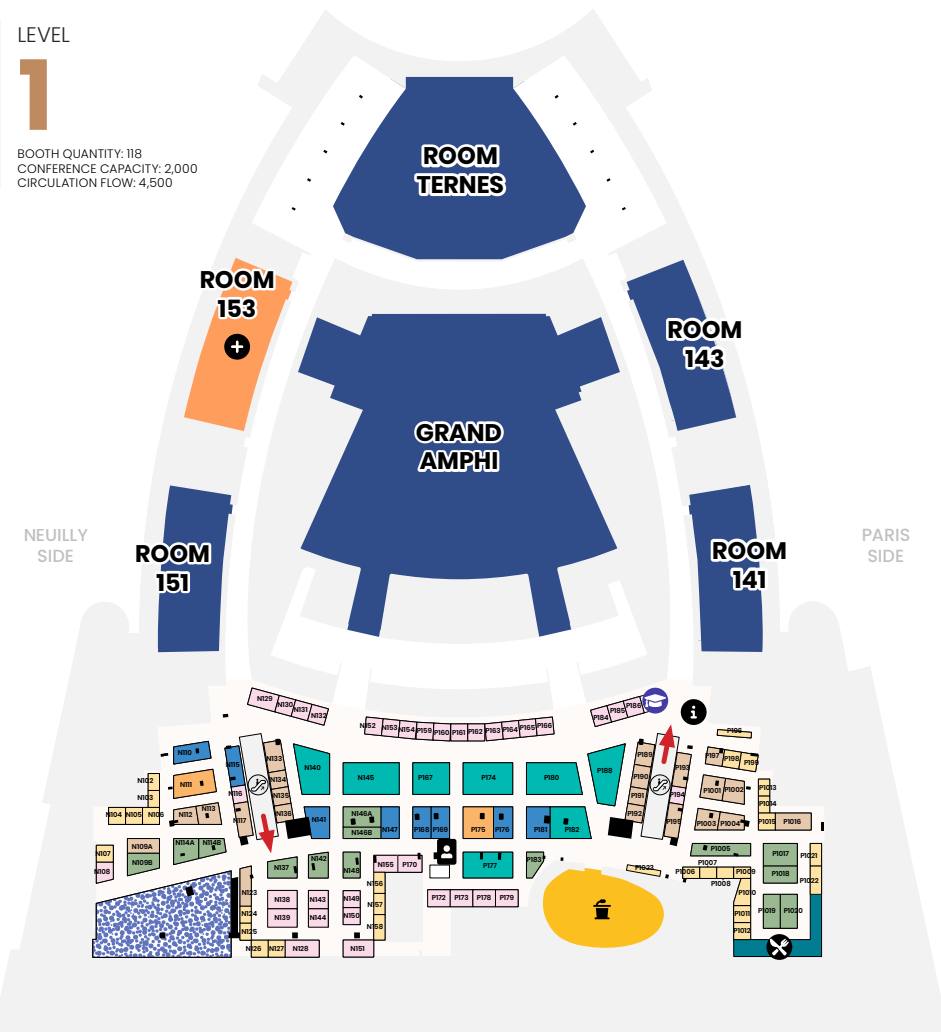 LEVEL
1
BOOTH QUANTITY: 118
CONFERENCE CAPACITY: 2,000
CIRCULATION FLOW: 4,500
ROOM
TERNES
ROOM
153
ROOM
143
GRAND
AMPHI
NEUILLY
SIDE
ROOM
151
ROOM
141
PARIS
SIDE
N129
N130
N131
N132
N152
N153
N154
P159
P160
P161
P162
P163
P164
P165
P166
P184
P185
P186
i
P196
N110
N115
N133
N140
N145
P167
P174
P180
P188
P189
P193
P197
P198
P199
N102
N103
N111
N116
N134
N135
P190
P191
P194
P1001
P1002
P1013
P1014
N104
N105
N106
N112
N113
N117
N136
N141
N146A
N146B
N147
P168
P169
P175
P176
P181
P182
P192
P195
P1003
P1004
P1015
P1016
N107
N108
N109A
N109B
N114A
N114B
N137
N142
N148
N155
P170
P177
P183
P1023
P1005
P1006
P1007
P1008
P1009
P1017
P1018
P1021
P1022
N123
N124
N125
N138
N139
N143
N144
N149
N150
N156
N157
N158
P172
P173
P178
P179
P1010
P1011
P1012
P1019
P1020
N126
N127
N128
N151